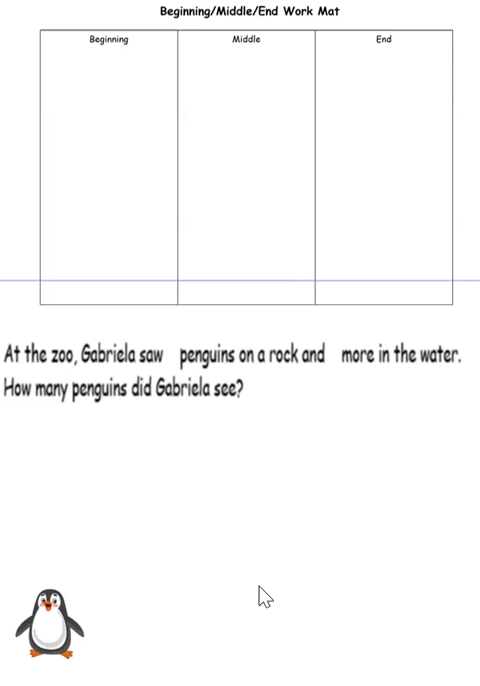 Beginning/Middle/End Work Mat
Beginning Middle End
At the zoo, Gabriela saw penguins on a rock and more in the water.
How many penguins did Gabriela see?